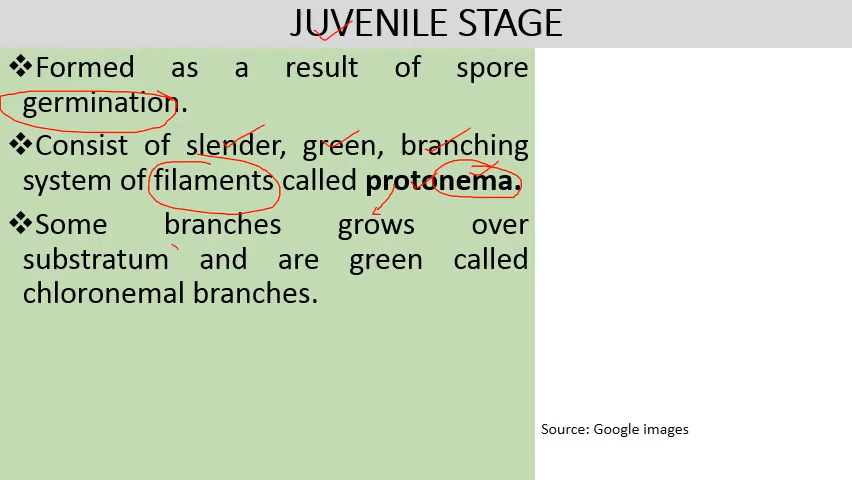 JUVENILE STAGE
❖Formed as a result of spore
germination.
❖Consist of slender, green, branching
system of filaments called protonema.
❖Some branches grows over
substratum and are green called
chloronemal branches.
Source: Google images